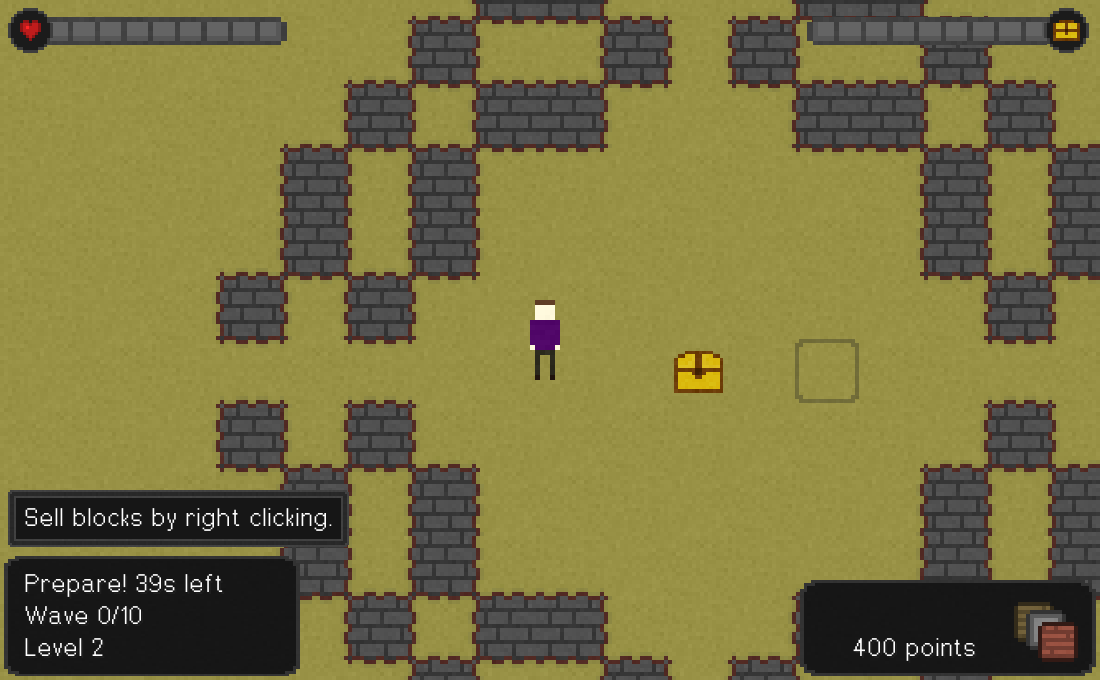 Sell blocks by right clicking.
Prepare! 39s left
Wave 0/10
Level 2
400 points